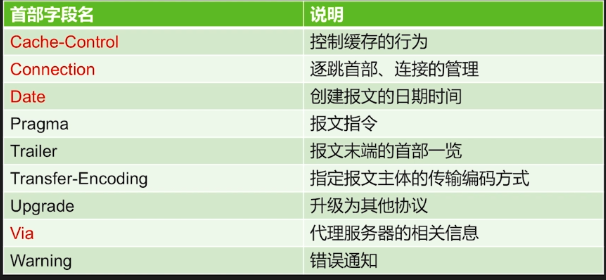 首部字段名 说明
Cache-Control 控制缓存的行为
Connection 逐跳首部、连接的管理
Date 创建报文的日期时间
Pragma 报文指令
Trailer 报文末端的首部一览
Transfer-Encoding 指定报文主体的传输编码方式
Upgrade 升级为其他协议
Via 代理服务器的相关信息
Warning 错误通知